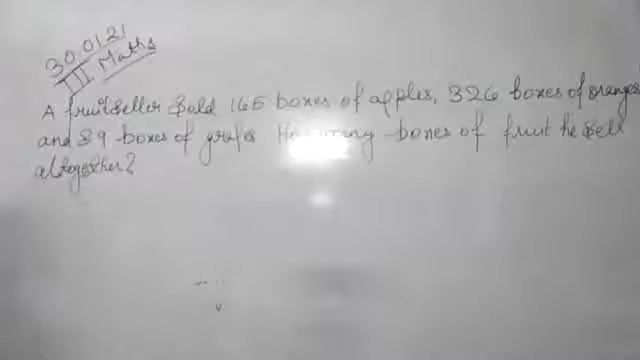 30.01.21
III Maths
A fruitseller sold 165 boxes of apples, 326 boxes of oranges
and 89 boxes of grapes How many boxes of fruit he sell
altogether?